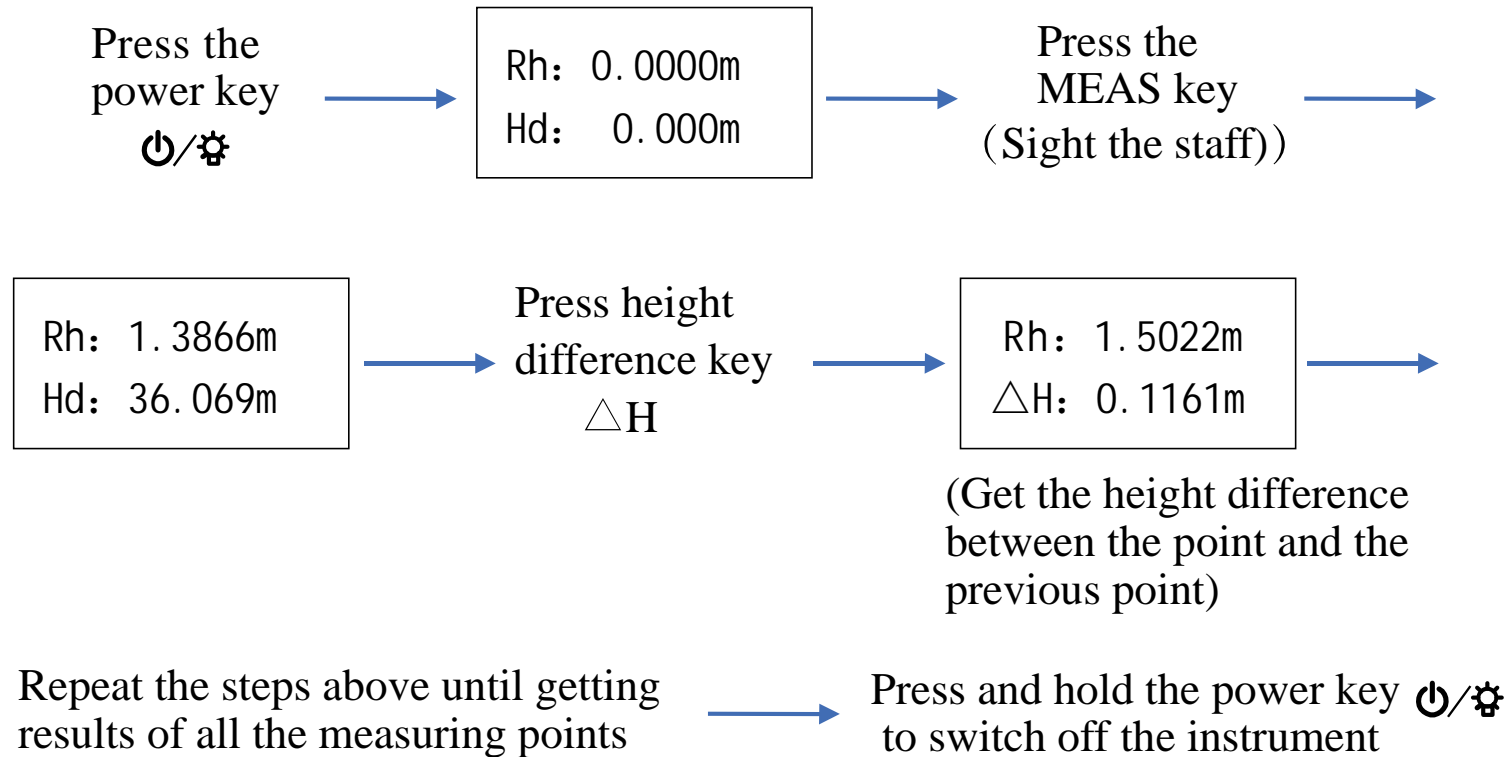 Press the
power key
⏻/
Rh：0.0000m
Hd： 0.000m
Press the
MEAS key
（Sight the staff)）
Rh：1.3866m
Hd：36.069m
Press height
difference key
△H
Rh：1.5022m
△H：0.1161m
(Get the height difference
between the point and the
previous point)
Repeat the steps above until getting
results of all the measuring points
Press and hold the power key ⏻/
to switch off the instrument